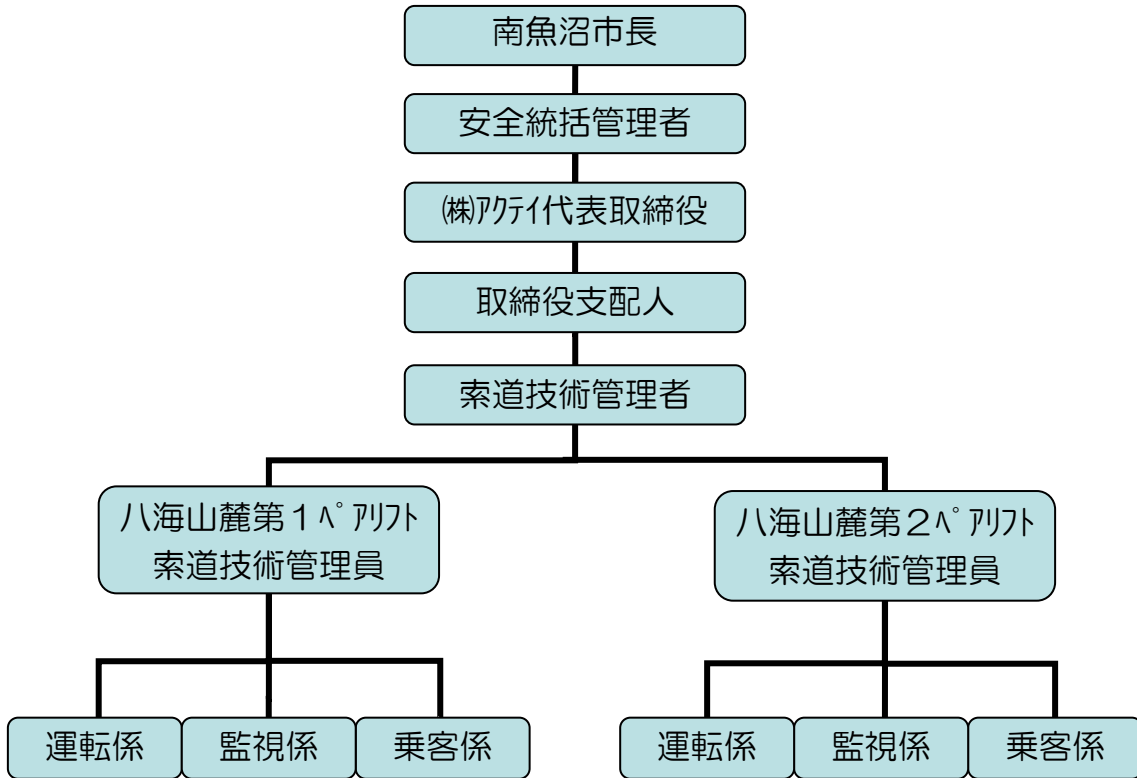 南魚沼市長
安全統括管理者
㈱ｱｸﾃｲ代表取締役
取締役支配人
索道技術管理者
八海山麓第１ﾍﾟｱﾘﾌﾄ
索道技術管理員
八海山麓第２ﾍﾟｱﾘﾌﾄ
索道技術管理員
運転係
監視係
乗客係
運転係
監視係
乗客係